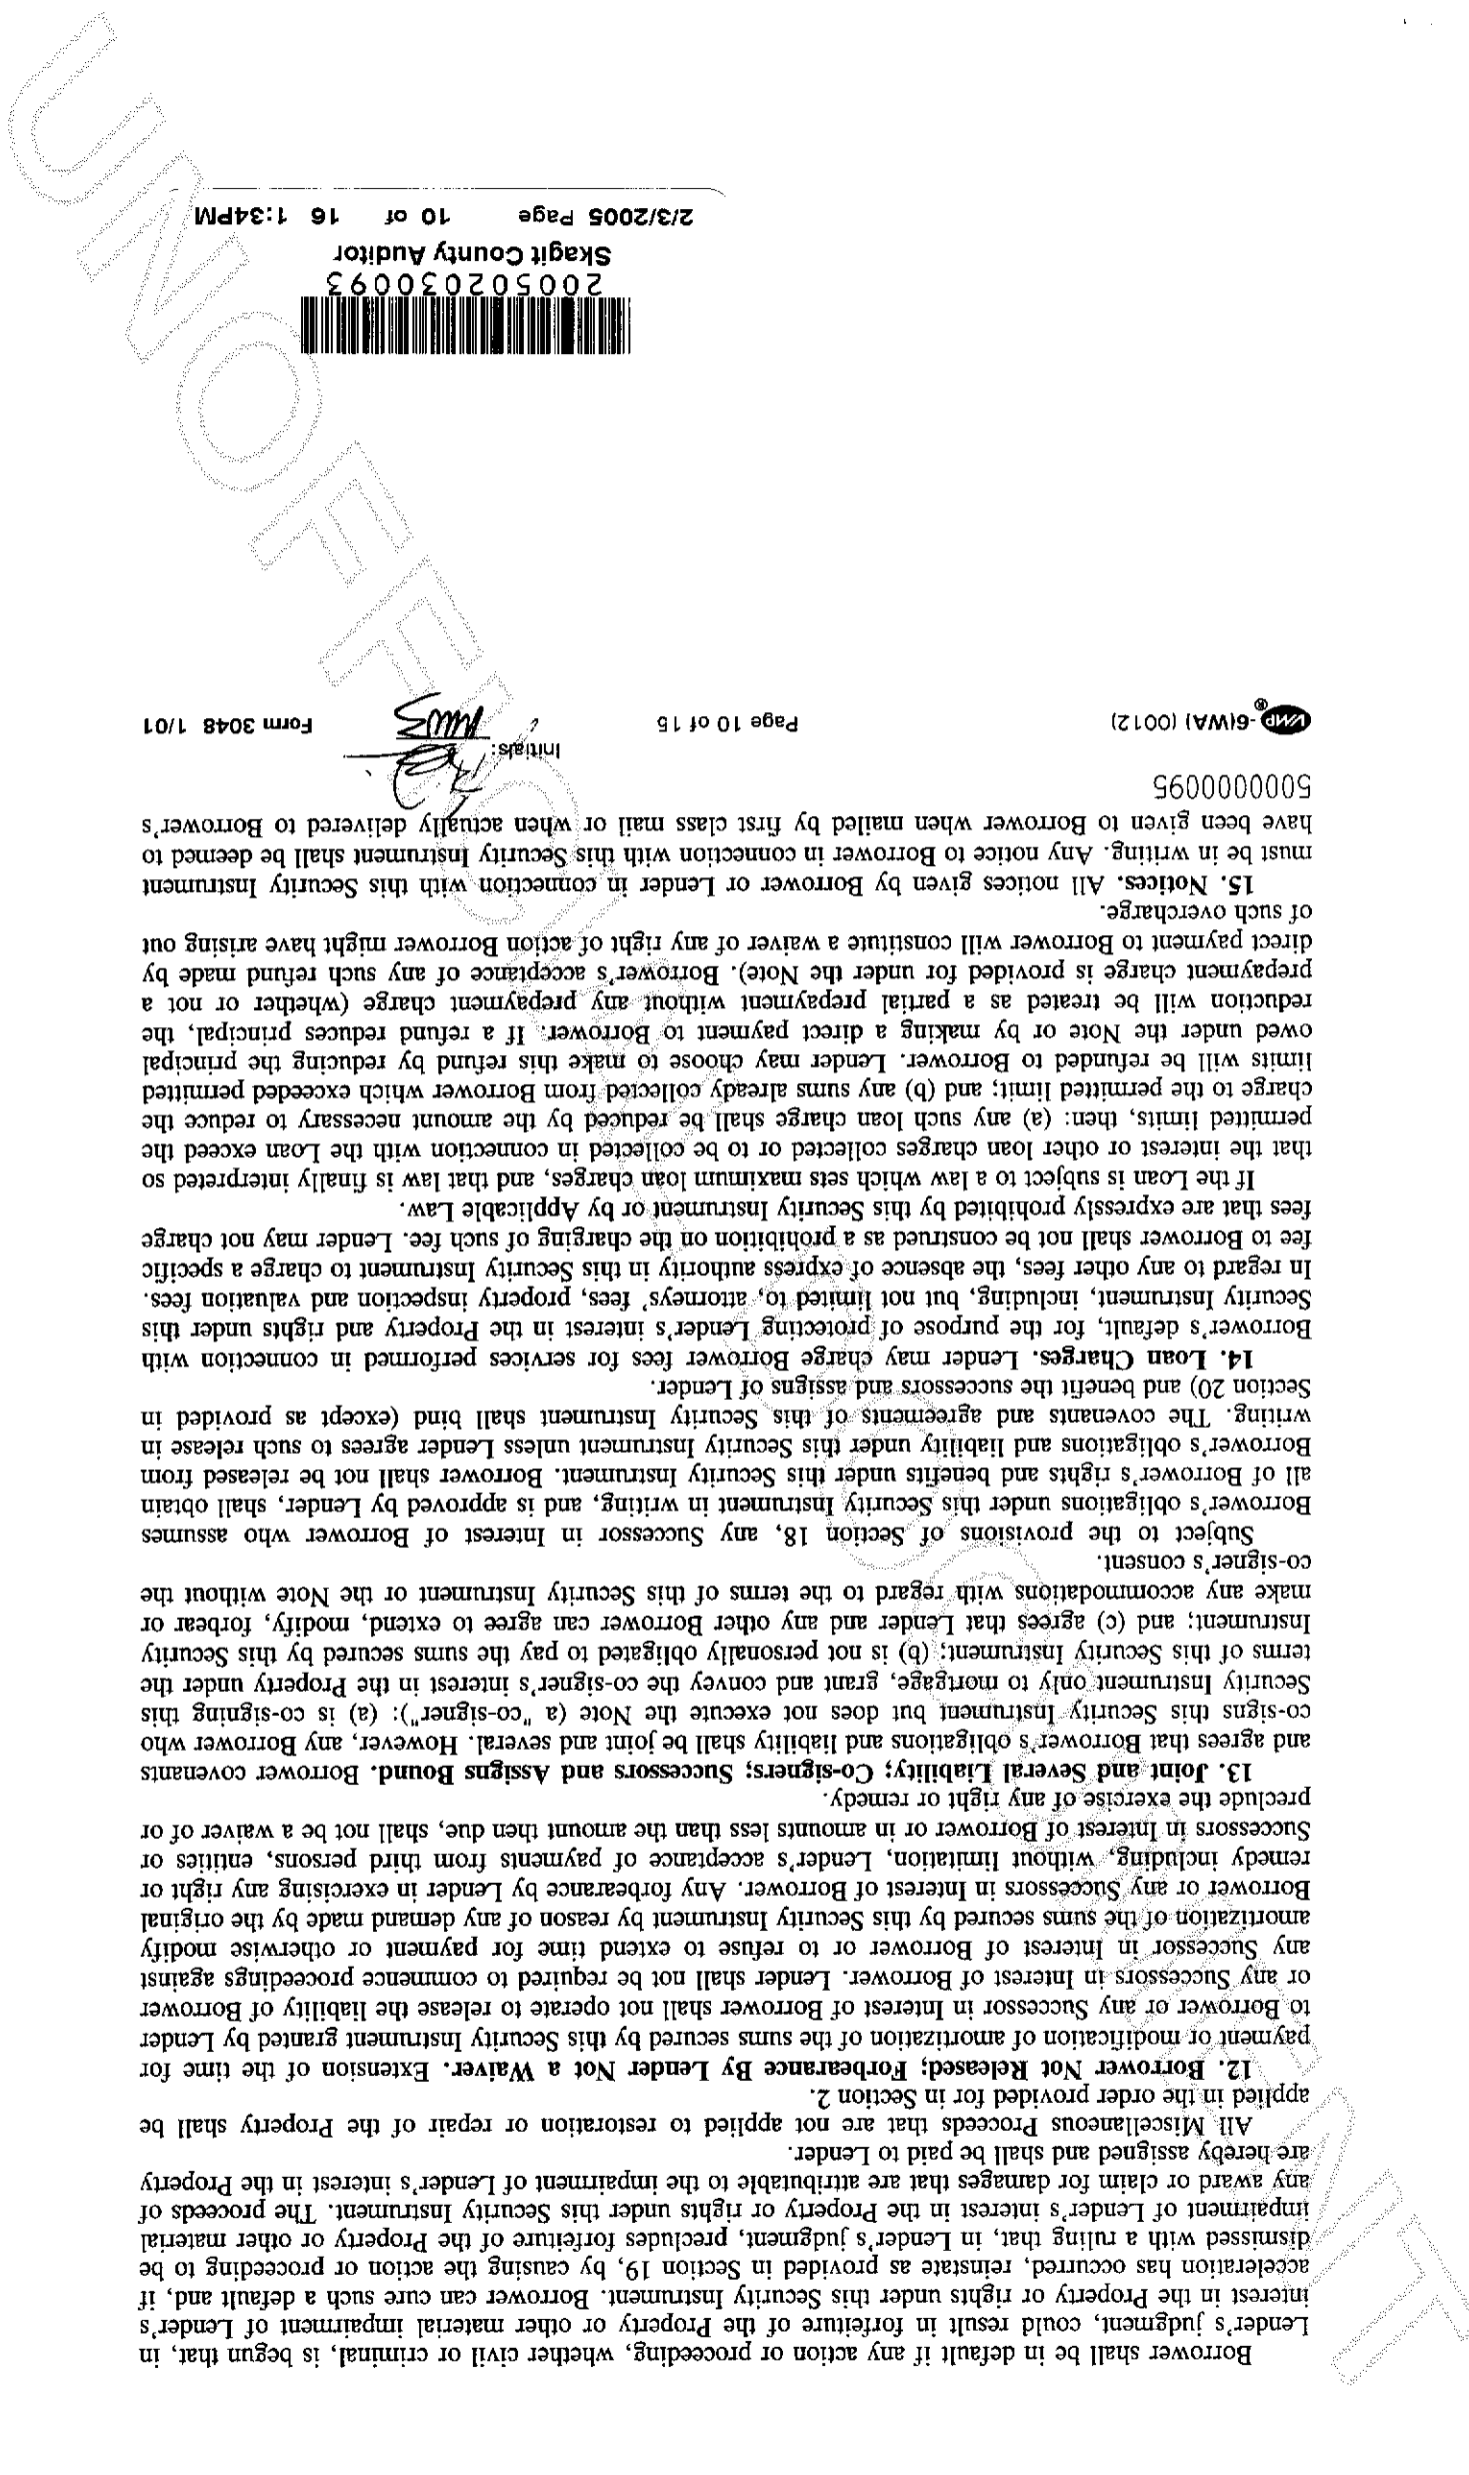 Borrower shall be in default if any action or proceeding, whether civil or criminal, is begun that, in
Lender's judgment, could result in forfeiture of the Property or other material impairment of Lender's
interest in the Property or rights under this Security Instrument. Borrower can cure such a default and, if
acceleration has occurred, reinstate as provided in Section 19, by causing the action or proceeding to be
dismissed with a ruling that, in Lender's judgment, precludes forfeiture of the Property or other material
impairment of Lender's interest in the Property or rights under this Security Instrument. The proceeds of
any award or claim for damages that are attributable to the impairment of Lender's interest in the Property
are hereby assigned and shall be paid to Lender.
All Miscellaneous Proceeds that are not applied to restoration or repair of the Property shall be
applied in the order provided for in Section 2.
12. Borrower Not Released; Forbearance By Lender Not a Waiver. Extension of the time for
payment or modification of amortization of the sums secured by this Security Instrument granted by Lender
to Borrower or any Successor in Interest of Borrower shall not operate to release the liability of Borrower
or any Successors in Interest of Borrower. Lender shall not be required to commence proceedings against
any Successor in Interest of Borrower or to refuse to extend time for payment or otherwise modify
amortization of the sums secured by this Security Instrument by reason of any demand made by the original
Borrower or any Successors in Interest of Borrower. Any forbearance by Lender in exercising any right or
remedy including, without limitation, Lender's acceptance of payments from third persons, entities or
Successors in Interest of Borrower or in amounts less than the amount then due, shall not be a waiver of or
preclude the exercise of any right or remedy.
13. Joint and Several Liability; Co-signers; Successors and Assigns Bound. Borrower covenants
and agrees that Borrower's obligations and liability shall be joint and several. However, any Borrower who
co-signs this Security Instrument but does not execute the Note (a "co-signer"): (a) is co-signing this
Security Instrument only to mortgage, grant and convey the co-signer's interest in the Property under the
terms of this Security Instrument; (b) is not personally obligated to pay the sums secured by this Security
Instrument; and (c) agrees that Lender and any other Borrower can agree to extend, modify, forbear or
make any accommodations with regard to the terms of this Security Instrument or the Note without the
co-signer's consent.
Subject to the provisions of Section 18, any Successor in Interest of Borrower who assumes
Borrower's obligations under this Security Instrument in writing, and is approved by Lender, shall obtain
all of Borrower's rights and benefits under this Security Instrument. Borrower shall not be released from
Borrower's obligations and liability under this Security Instrument unless Lender agrees to such release in
writing. The covenants and agreements of this Security Instrument shall bind (except as provided in
Section 20) and benefit the successors and assigns of Lender.
14. Loan Charges. Lender may charge Borrower fees for services performed in connection with
Borrower's default, for the purpose of protecting Lender's interest in the Property and rights under this
Security Instrument, including, but not limited to, attorneys' fees, property inspection and valuation fees.
In regard to any other fees, the absence of express authority in this Security Instrument to charge a specific
fee to Borrower shall not be construed as a prohibition on the charging of such fee. Lender may not charge
fees that are expressly prohibited by this Security Instrument or by Applicable Law.
If the Loan is subject to a law which sets maximum loan charges, and that law is finally interpreted so
that the interest or other loan charges collected or to be collected in connection with the Loan exceed the
permitted limits, then: (a) any such loan charge shall be reduced by the amount necessary to reduce the
charge to the permitted limit; and (b) any sums already collected from Borrower which exceeded permitted
limits will be refunded to Borrower. Lender may choose to make this refund by reducing the principal
owed under the Note or by making a direct payment to Borrower. If a refund reduces principal, the
reduction will be treated as a partial prepayment without any prepayment charge (whether or not a
prepayment charge is provided for under the Note). Borrower's acceptance of any such refund made by
direct payment to Borrower will constitute a waiver of any right of action Borrower might have arising out
of such overcharge.
15. Notices. All notices given by Borrower or Lender in connection with this Security Instrument
must be in writing. Any notice to Borrower in connection with this Security Instrument shall be deemed to
have been given to Borrower when mailed by first class mail or when actually delivered to Borrower's
5000000095
Initials:
VMP®-6(WA) (0012) Page 10 of 15 Form 3048 1/01
200502030093
Skagit County Auditor
2/3/2005 Page 10 of 16 1:34PM
UNOFFICIAL DOCUMENT